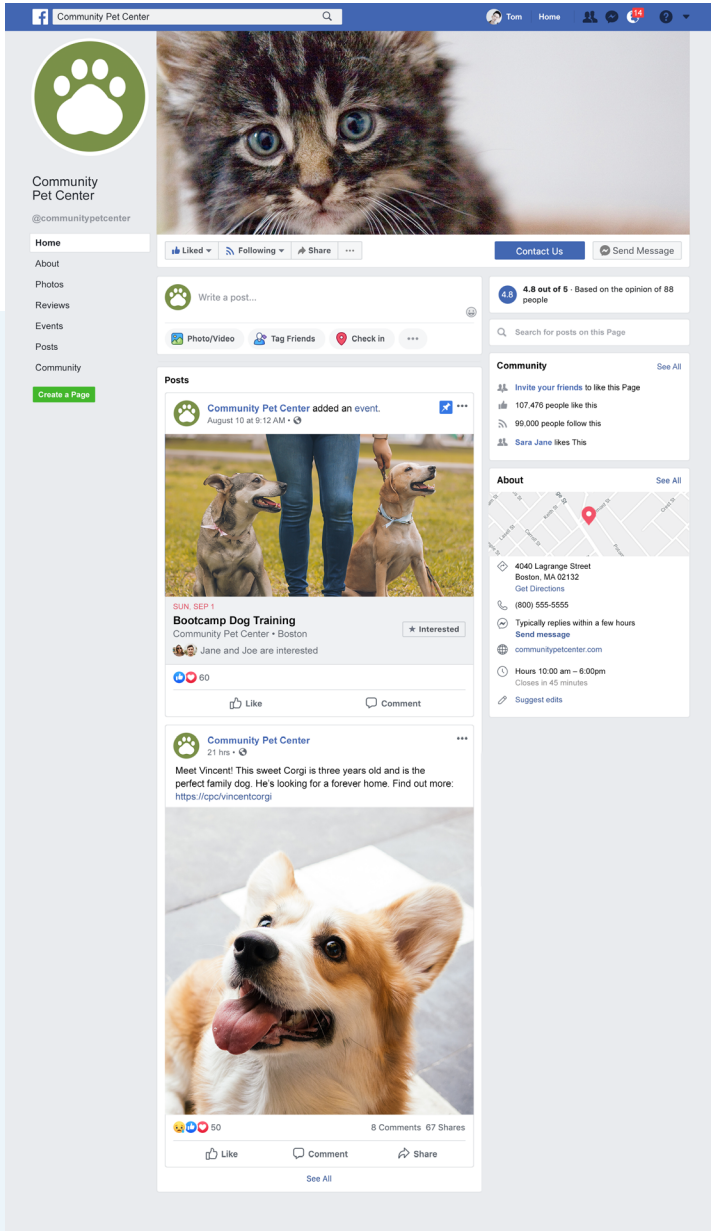 Community Pet Center
Tom
Home
14
Community
Pet Center
@communitypetcenter
Home
About
Photos
Reviews
Events
Posts
Community
Create a Page
Liked
Following
Share
Contact Us
Send Message
Write a post...
Photo/Video
Tag Friends
Check in
Posts
Community Pet Center added an event.
August 10 at 9:12 AM •
SUN, SEP 1
Bootcamp Dog Training
Community Pet Center • Boston
Jane and Joe are interested
★ Interested
60
Like
Comment
Community Pet Center
21 hrs •
Meet Vincent! This sweet Corgi is three years old and is the
perfect family dog. He's looking for a forever home. Find out more:
https://cpc/vincentcorgi
50
8 Comments 67 Shares
Like
Comment
Share
See All
4.8
4.8 out of 5 · Based on the opinion of 88
people
Search for posts on this Page
Community
See All
Invite your friends to like this Page
107,476 people like this
99,000 people follow this
Sara Jane likes This
About
See All
4040 Lagrange Street
Boston, MA 02132
Get Directions
(800) 555-5555
Typically replies within a few hours
Send message
communitypetcenter.com
Hours 10:00 am – 6:00pm
Closes in 45 minutes
Suggest edits